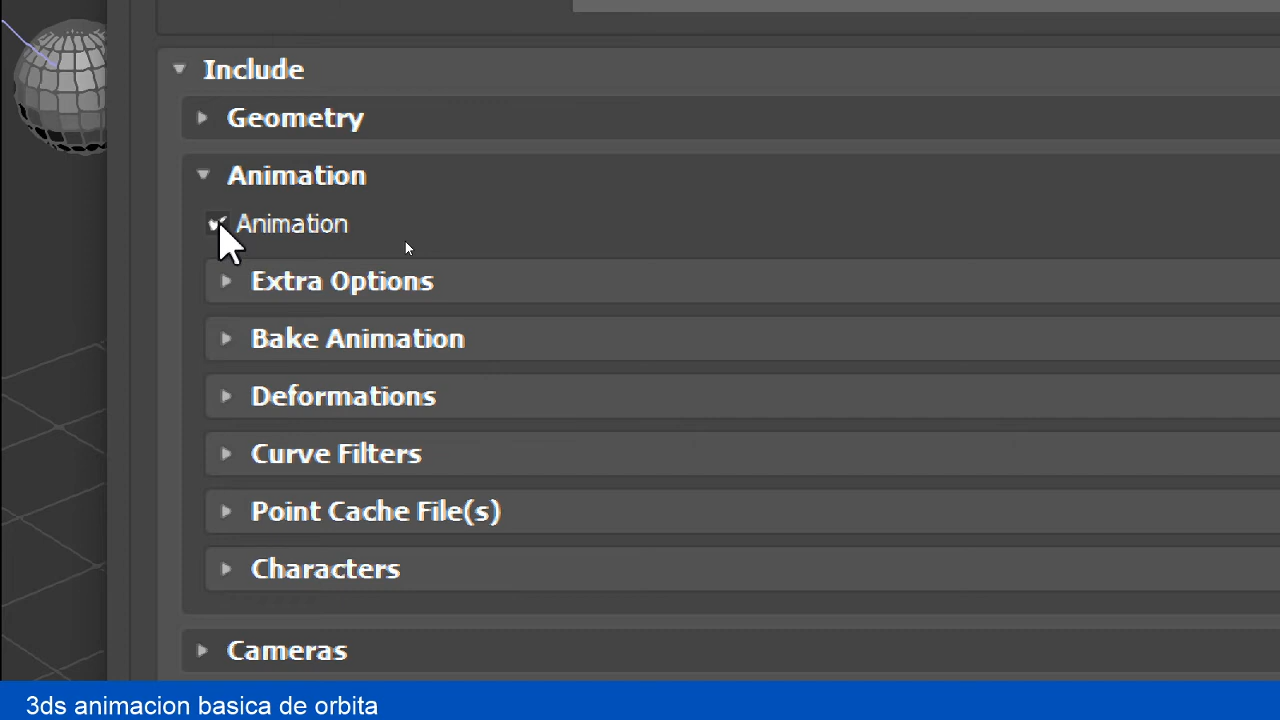 Include
Geometry
Animation
Animation
Extra Options
Bake Animation
Deformations
Curve Filters
Point Cache File(s)
Characters
Cameras
3ds animacion basica de orbita